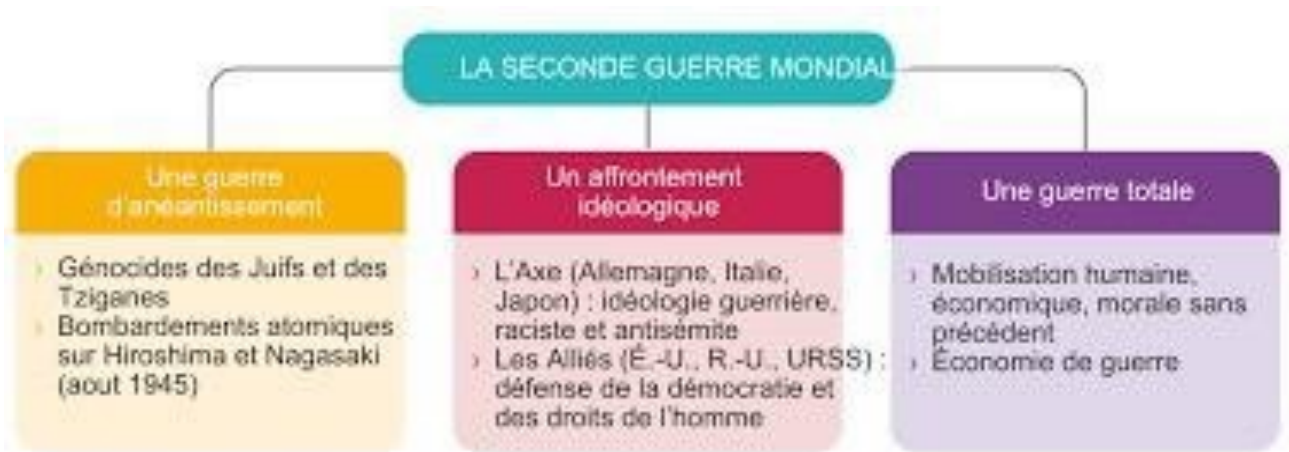 LA SECONDE GUERRE MONDIAL
Une guerre
d'anéantissement
› Génocides des Juifs et des
Tziganes
› Bombardements atomiques
sur Hiroshima et Nagasaki
(aout 1945)
Un affrontement
idéologique
› L'Axe (Allemagne, Italie,
Japon) : idéologie guerrière,
raciste et antisémite
› Les Alliés (É.-U., R.-U., URSS) :
défense de la démocratie et
des droits de l'homme
Une guerre totale
› Mobilisation humaine,
économique, morale sans
précédent
› Économie de guerre